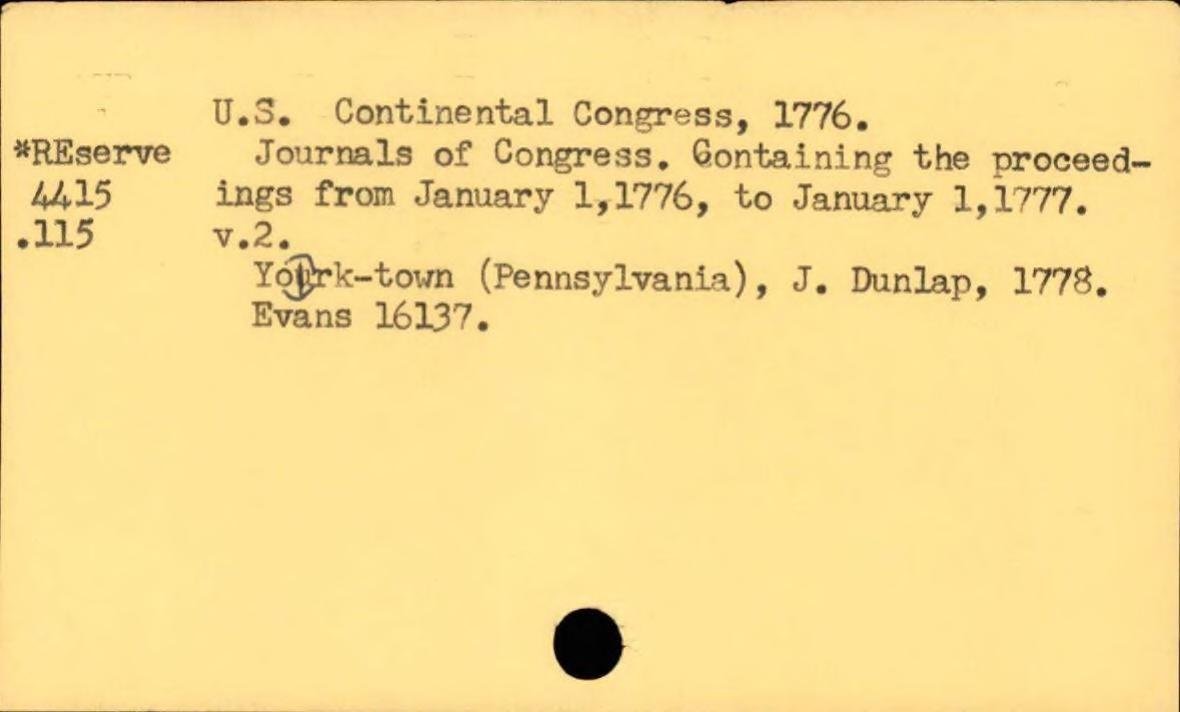 U.S. Continental Congress, 1776.
*REserve Journals of Congress. Gontaining the proceed-
4415 ings from January 1,1776, to January 1,1777.
.115 v.2.
Yourk-town (Pennsylvania), J. Dunlap, 1778.
Evans 16137.